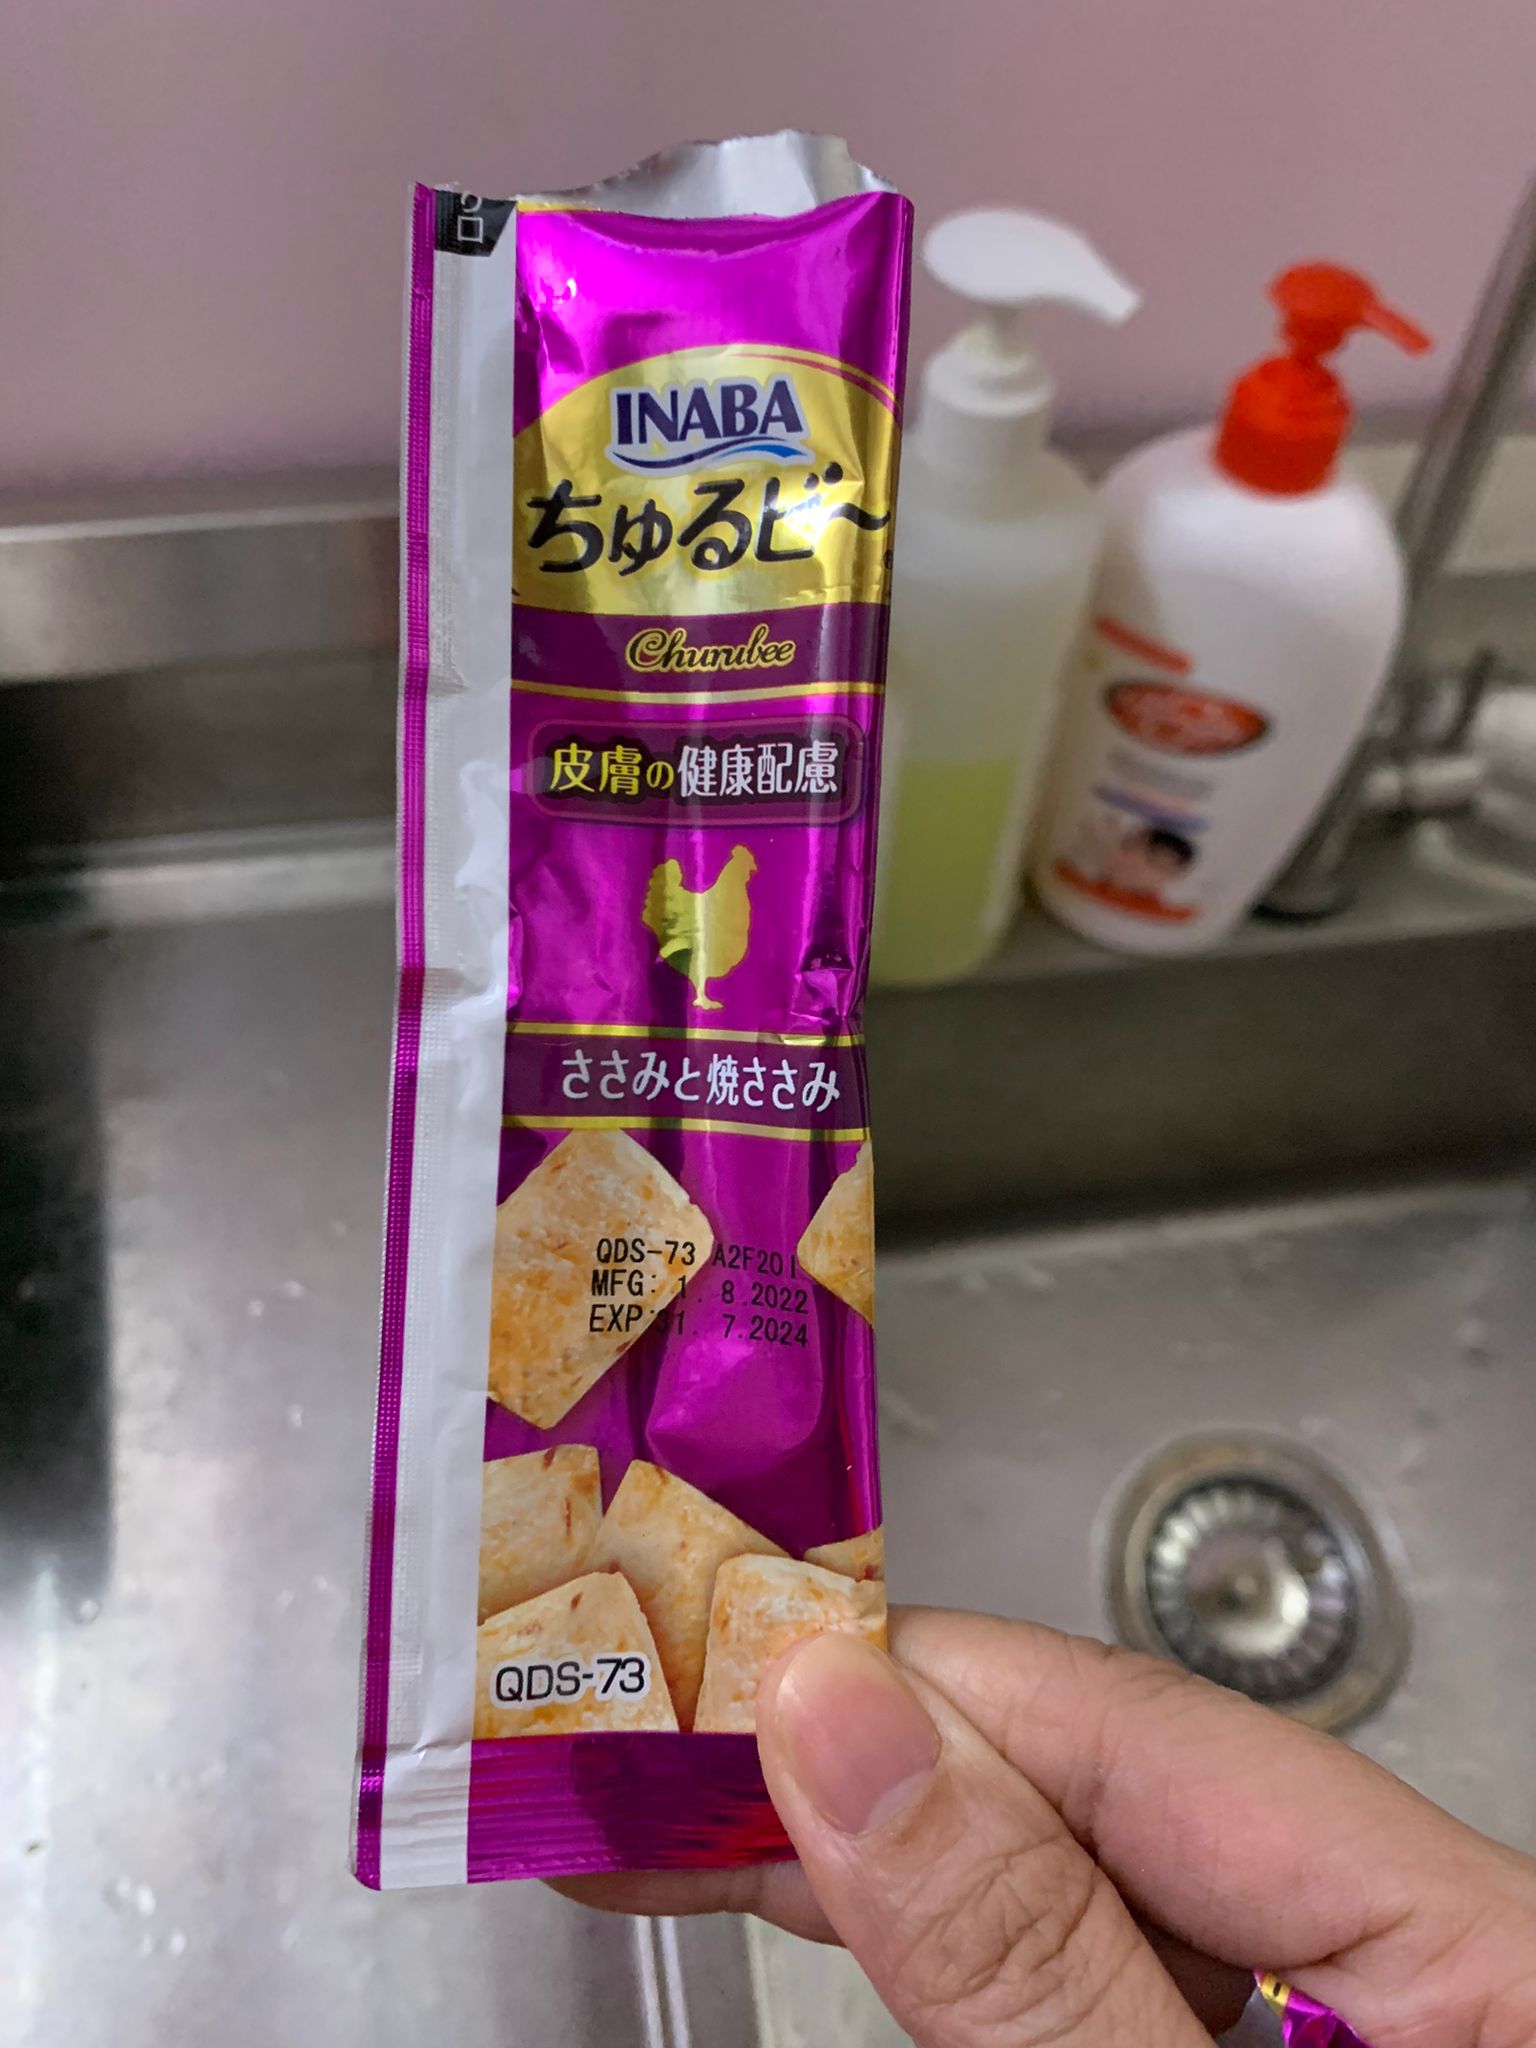 INABA
ちゅるビ〜
Churubee
皮膚の健康配慮
ささみと焼ささみ
QDS-73 A2F20I
MFG: 1. 8.2022
EXP:31. 7.2024
QDS-73